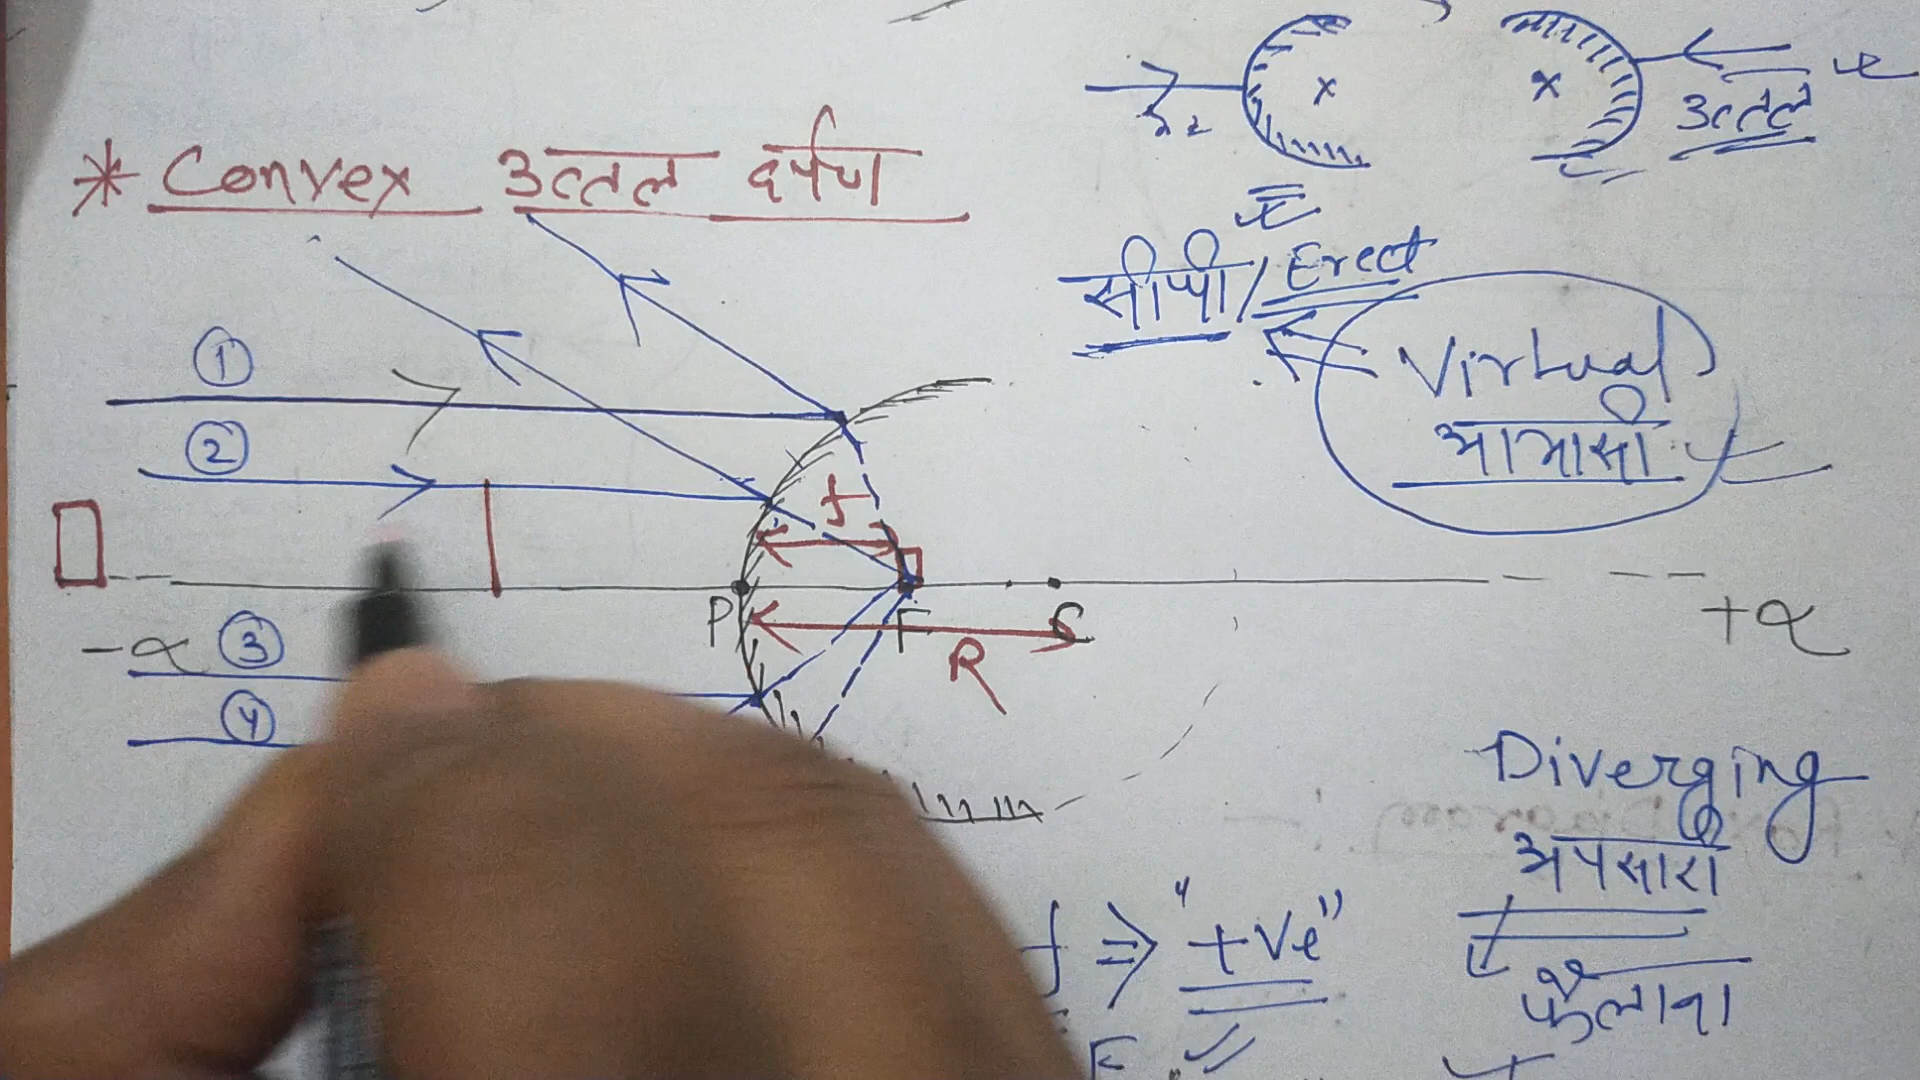 * Convex उत्तल दर्पण
उत्तल
सीधी / Erect
Virtual
आभासी
①
②
③
④
f
P F C
R
-∝
+∝
Diverging
अपसारी
फैलाना
f ⇒ "+ve"
F